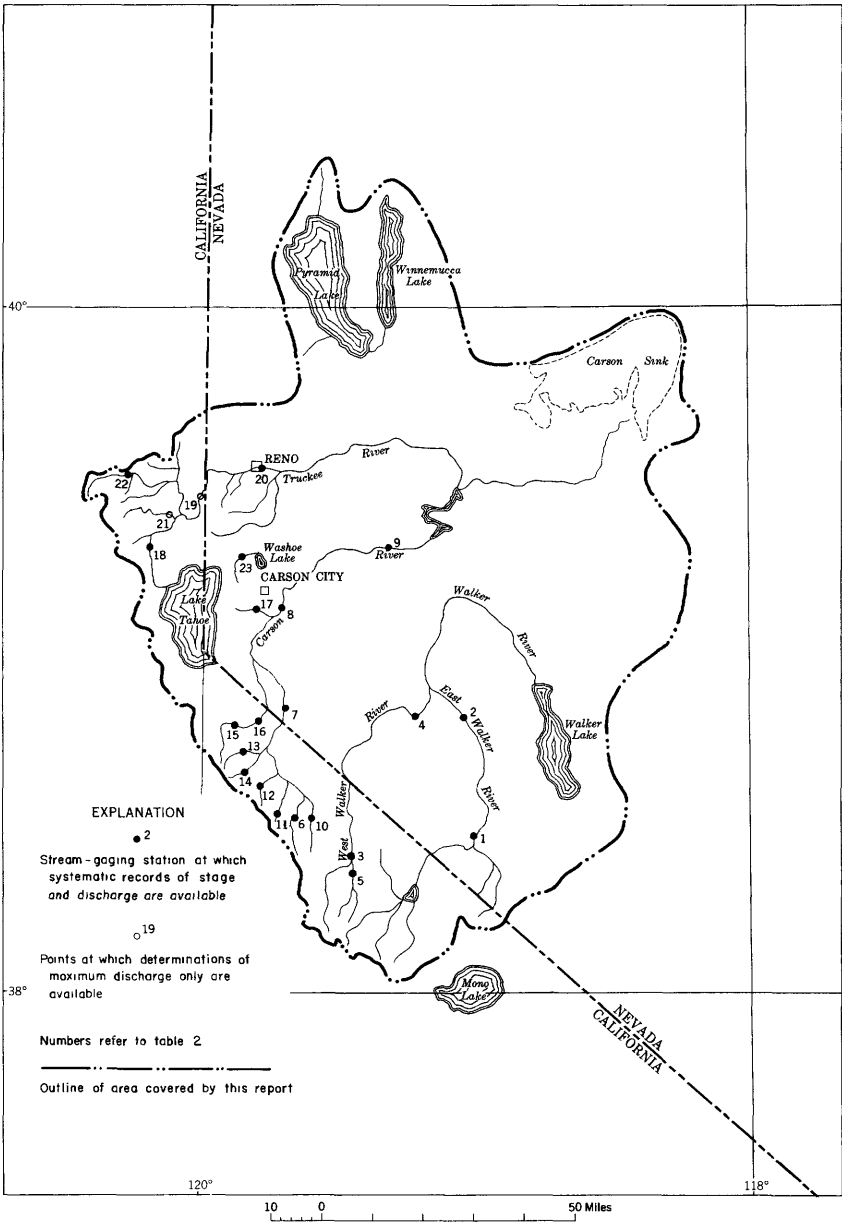 CALIFORNIA
NEVADA
Pyramid
Lake
Winnemucca
Lake
40°
Carson Sink
RENO
20
Truckee
River
22
19
21
18
Washoe
Lake
23
9
River
CARSON CITY
17
8
Carson
Lake
Tahoe
Walker
River
7
16
15
13
14
12
11
6
10
River
4
East
2
Walker
River
Walker
Lake
Walker
West
3
5
1
EXPLANATION
2
Stream-gaging station at which
systematic records of stage
and discharge are available
19
Points at which determinations of
maximum discharge only are
available
38°
Mono
Lake
Numbers refer to table 2
NEVADA
CALIFORNIA
Outline of area covered by this report
120°
118°
10 0 50 Miles